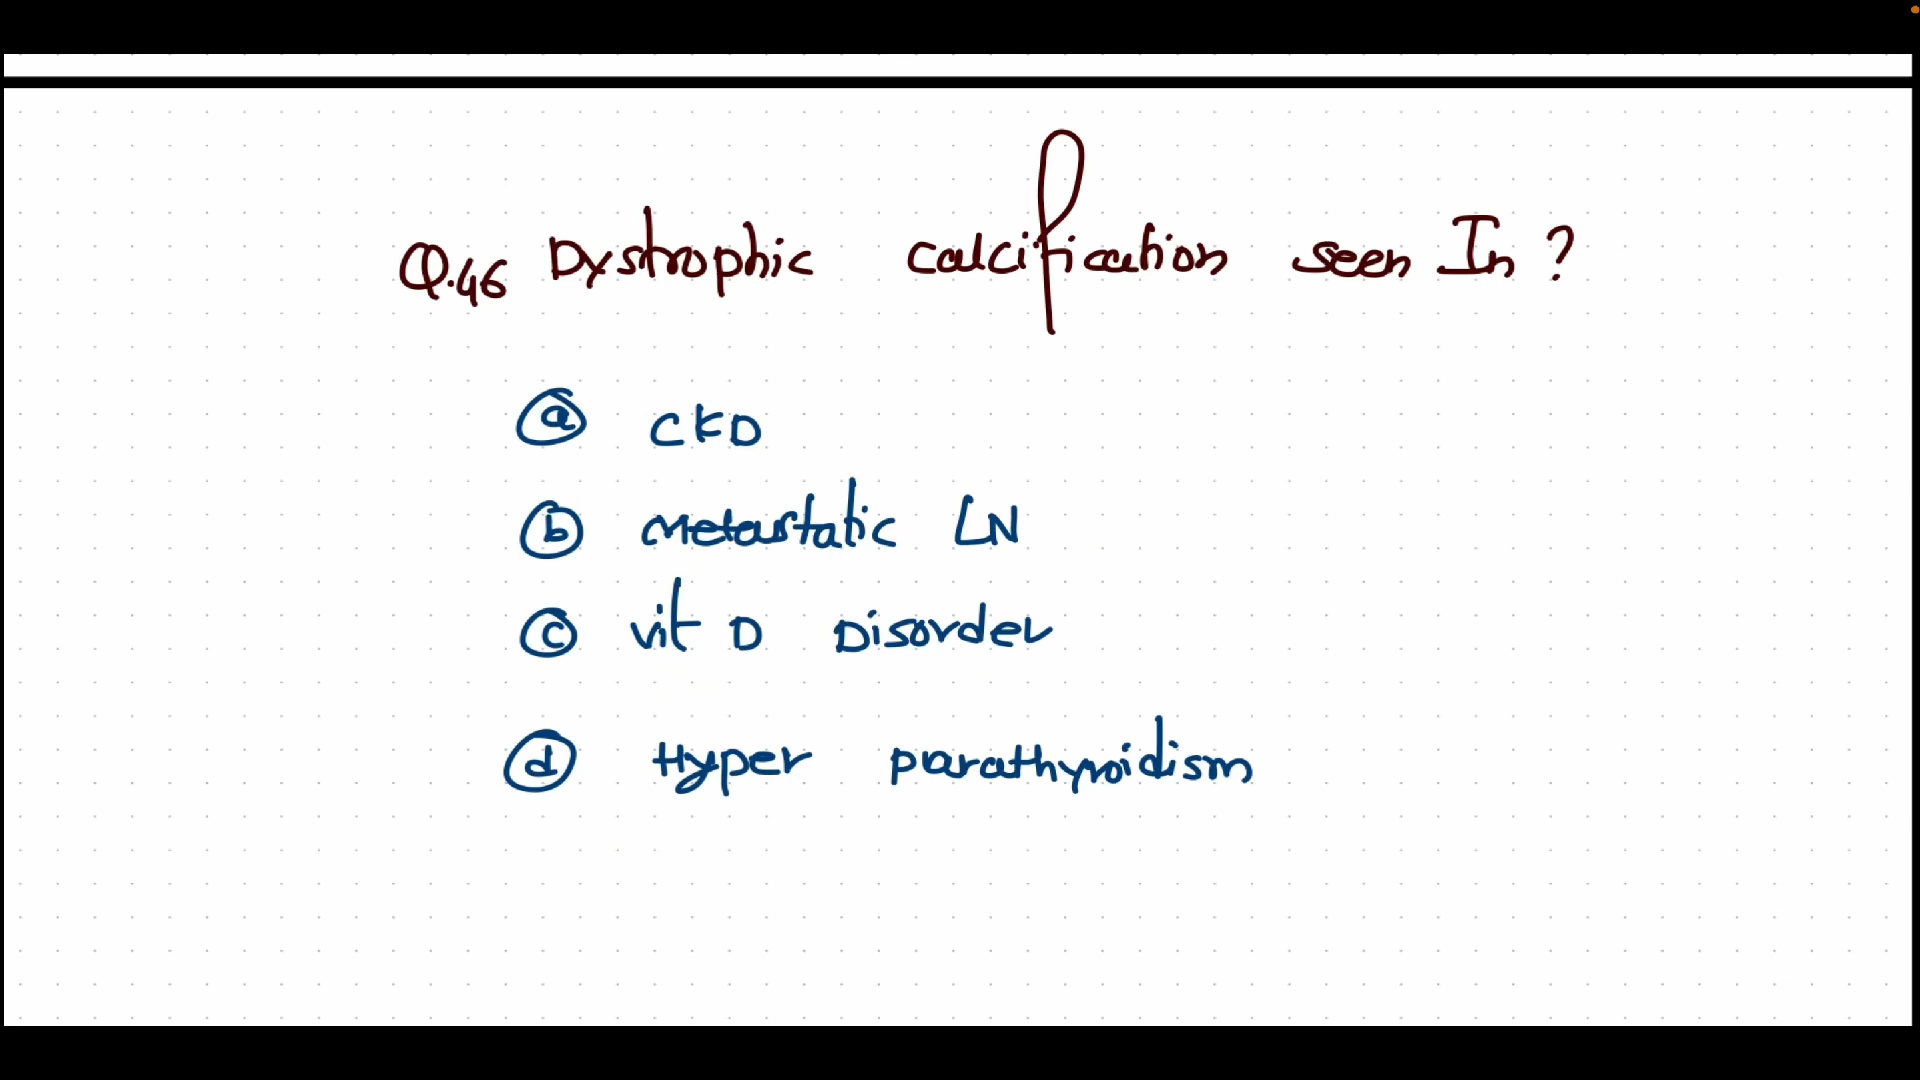 Q.46 Dystrophic calcification seen In ?
a CKD
b Metastatic LN
c vit D Disorder
d Hyper parathyroidism